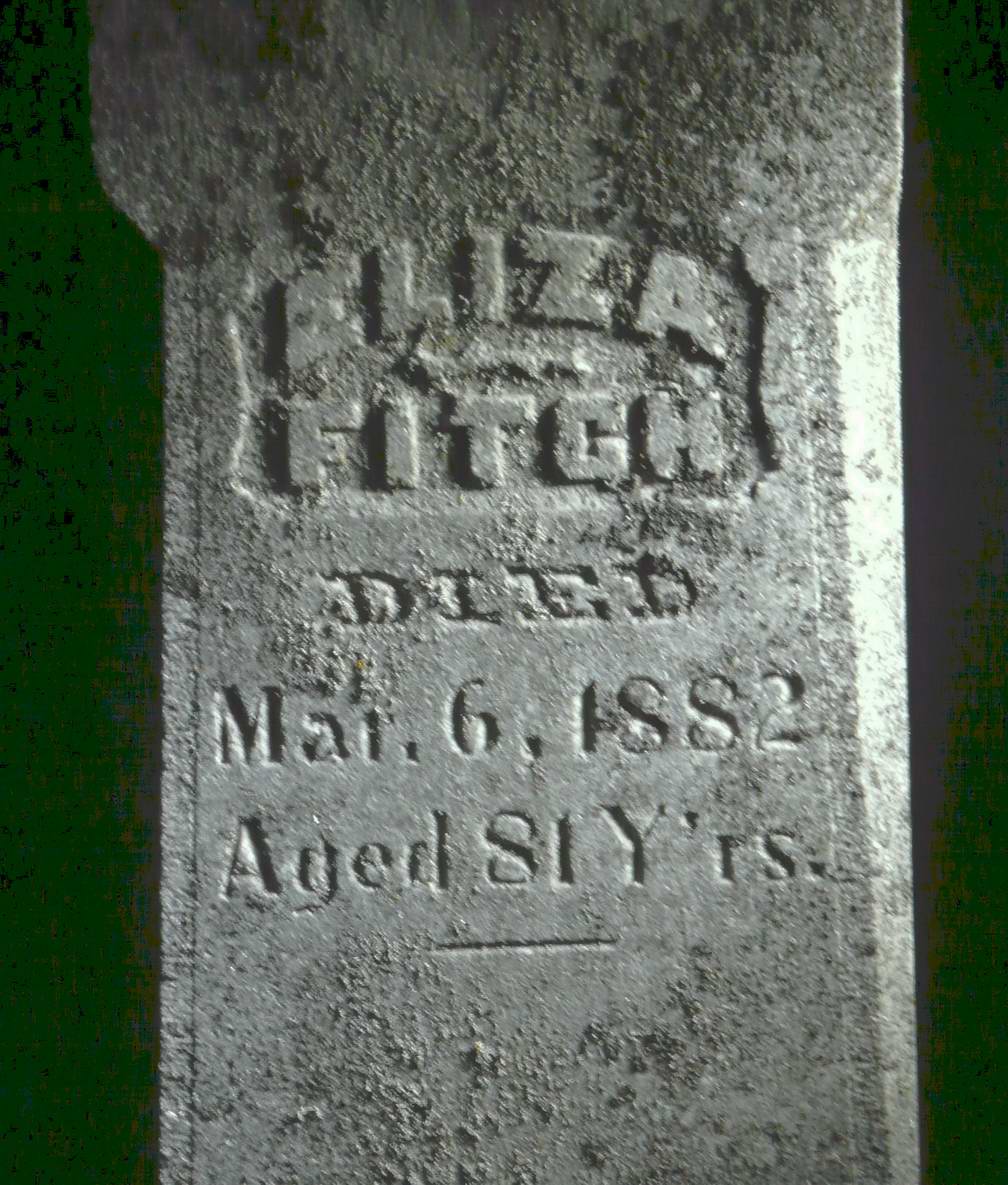 ELIZA
FITCH
DIED
Mar. 6, 1882
Aged 81 Y'rs.